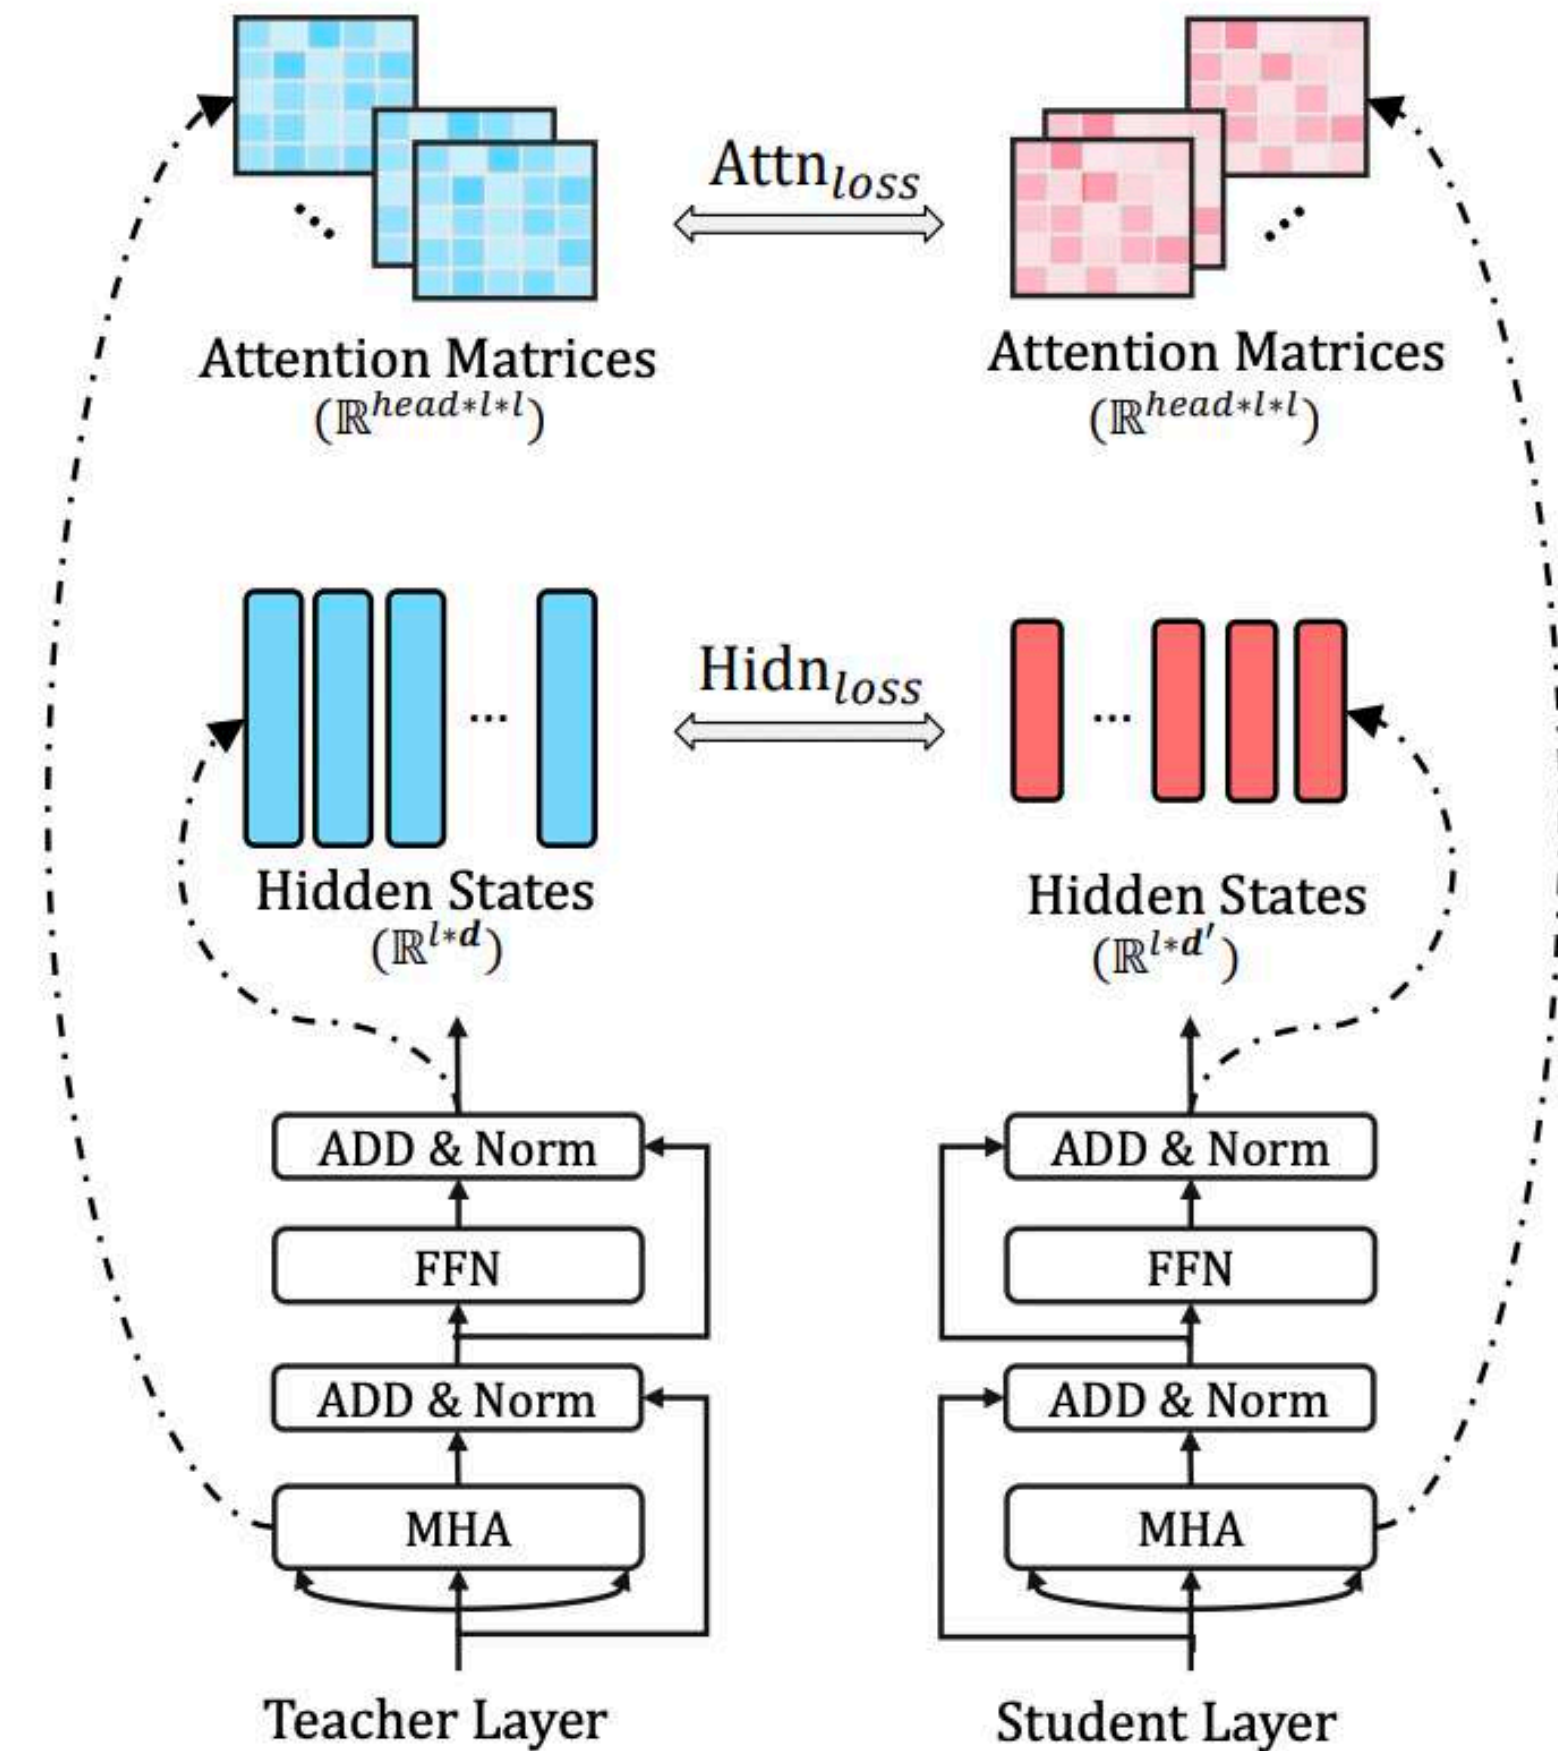 Attn_loss
Attention Matrices
(ℝ^{head*l*l})
Attention Matrices
(ℝ^{head*l*l})
Hidn_loss
Hidden States
(ℝ^{l*d})
Hidden States
(ℝ^{l*d′})
ADD & Norm
FFN
ADD & Norm
MHA
Teacher Layer
ADD & Norm
FFN
ADD & Norm
MHA
Student Layer